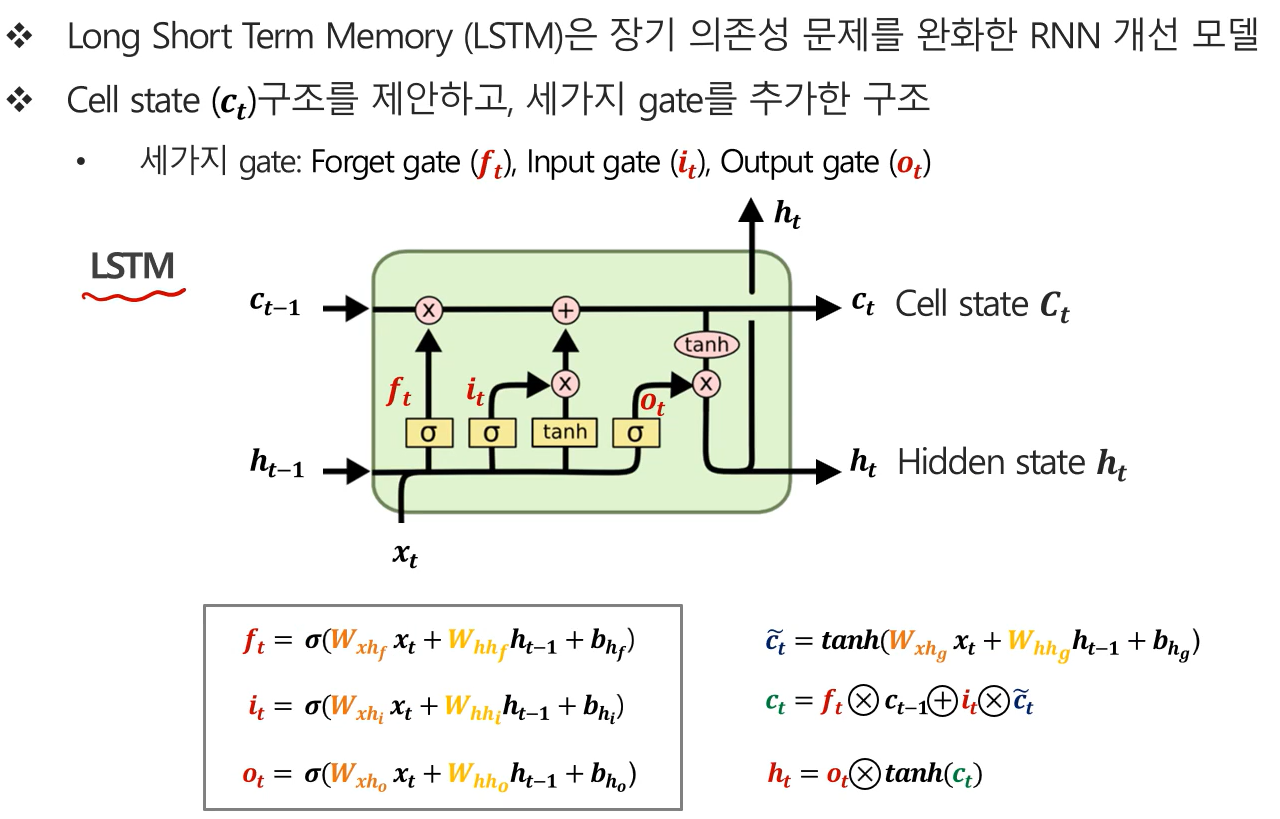 ❖ Long Short Term Memory (LSTM)은 장기 의존성 문제를 완화한 RNN 개선 모델
❖ Cell state (c_t)구조를 제안하고, 세가지 gate를 추가한 구조
• 세가지 gate: Forget gate (f_t), Input gate (i_t), Output gate (o_t)
h_t
LSTM
c_{t−1} x + c_t Cell state C_t
tanh
f_t i_t x o_t x
σ σ tanh σ
h_{t−1} h_t Hidden state h_t
x_t
f_t = σ(W_{xh_f} x_t + W_{hh_f} h_{t−1} + b_{h_f})
i_t = σ(W_{xh_i} x_t + W_{hh_i} h_{t−1} + b_{h_i})
o_t = σ(W_{xh_o} x_t + W_{hh_o} h_{t−1} + b_{h_o})
c̃_t = tanh(W_{xh_g} x_t + W_{hh_g} h_{t−1} + b_{h_g})
c_t = f_t ⊗ c_{t−1} ⊕ i_t ⊗ c̃_t
h_t = o_t ⊗ tanh(c_t)